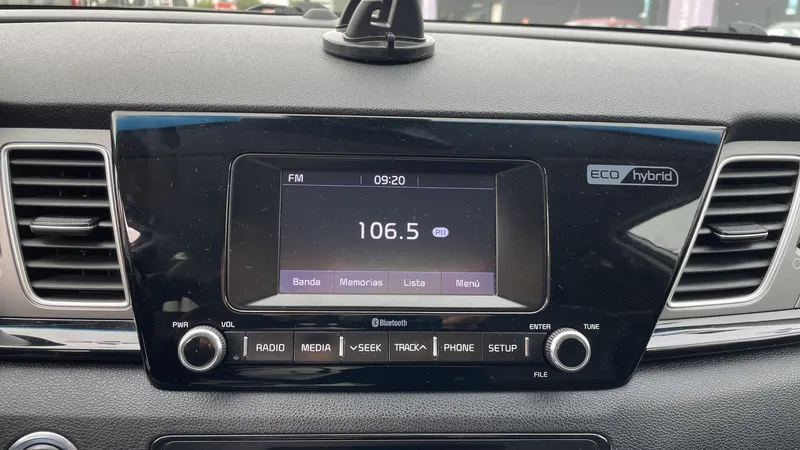 FM 09:20
ECO hybrid
106.5 P11
Banda Memorias Lista Menú
Bluetooth
PWR VOL ENTER TUNE
RADIO MEDIA SEEK TRACK PHONE SETUP
FILE